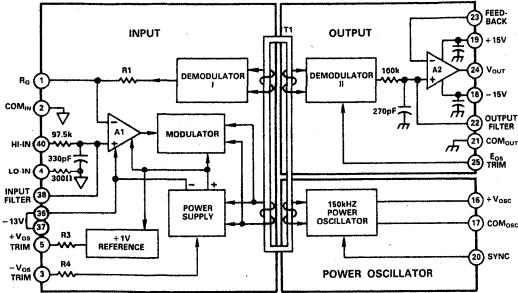 INPUT
T1
OUTPUT
23 FEED-
BACK
19 +15V
RG 1
R1
DEMODULATOR
I
DEMODULATOR
II
160k
A2
24 VOUT
COMIN 2
270pF
18 -15V
HI-IN 40 97.5k
A1
MODULATOR
22 OUTPUT
FILTER
330pF
21 COMOUT
LO-IN 4 300Ω
25 EOS
TRIM
INPUT
FILTER 38
- +
-13V 36
37
POWER
SUPPLY
150kHZ
POWER
OSCILLATOR
16 +VOSC
17 COMOSC
+VOS
TRIM 5 R3
+1V
REFERENCE
20 SYNC
-VOS
TRIM 3 R4
POWER OSCILLATOR